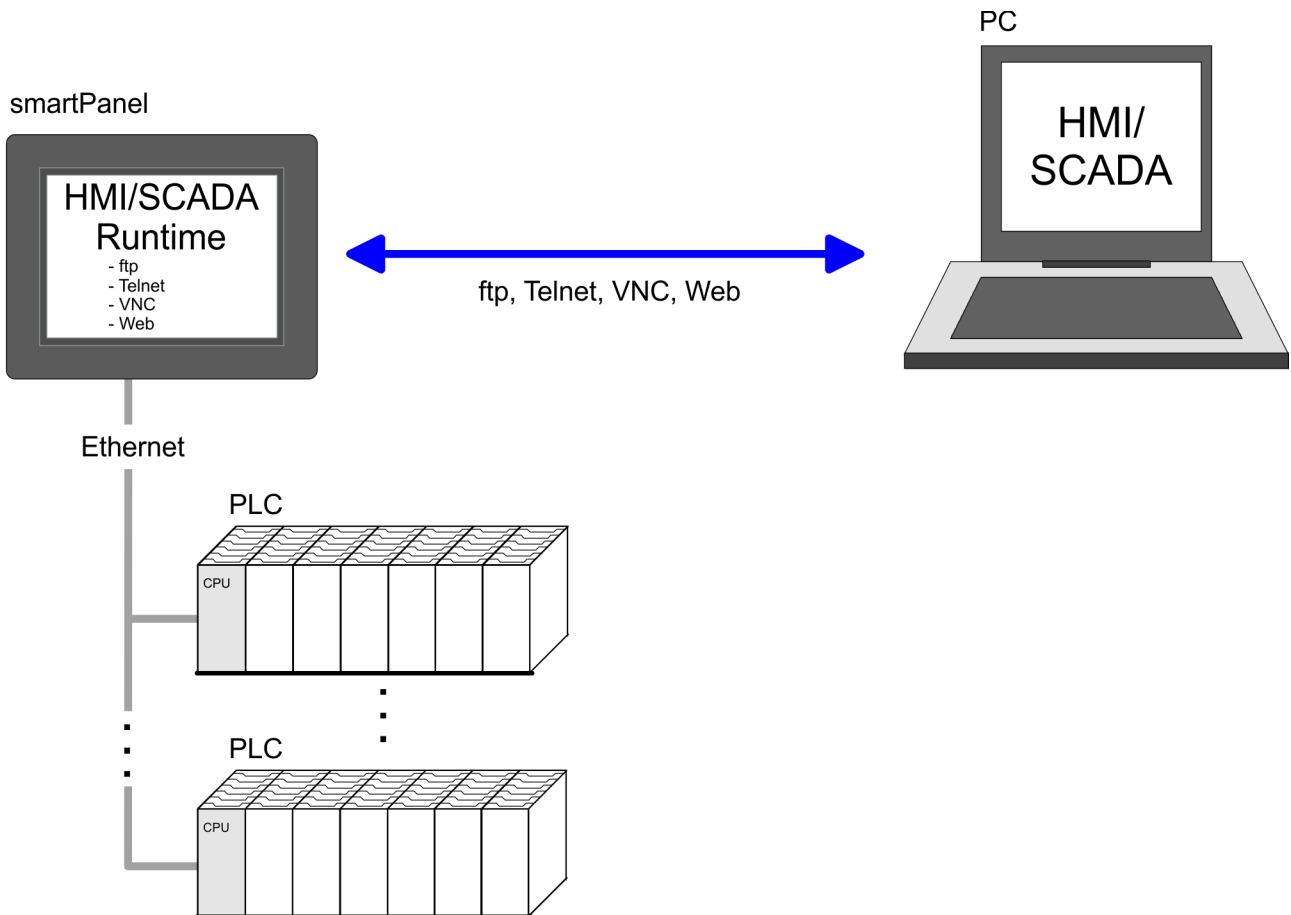 PC
smartPanel
HMI/SCADA
Runtime
- ftp
- Telnet
- VNC
- Web
ftp, Telnet, VNC, Web
HMI/
SCADA
Ethernet
PLC
CPU
PLC
CPU